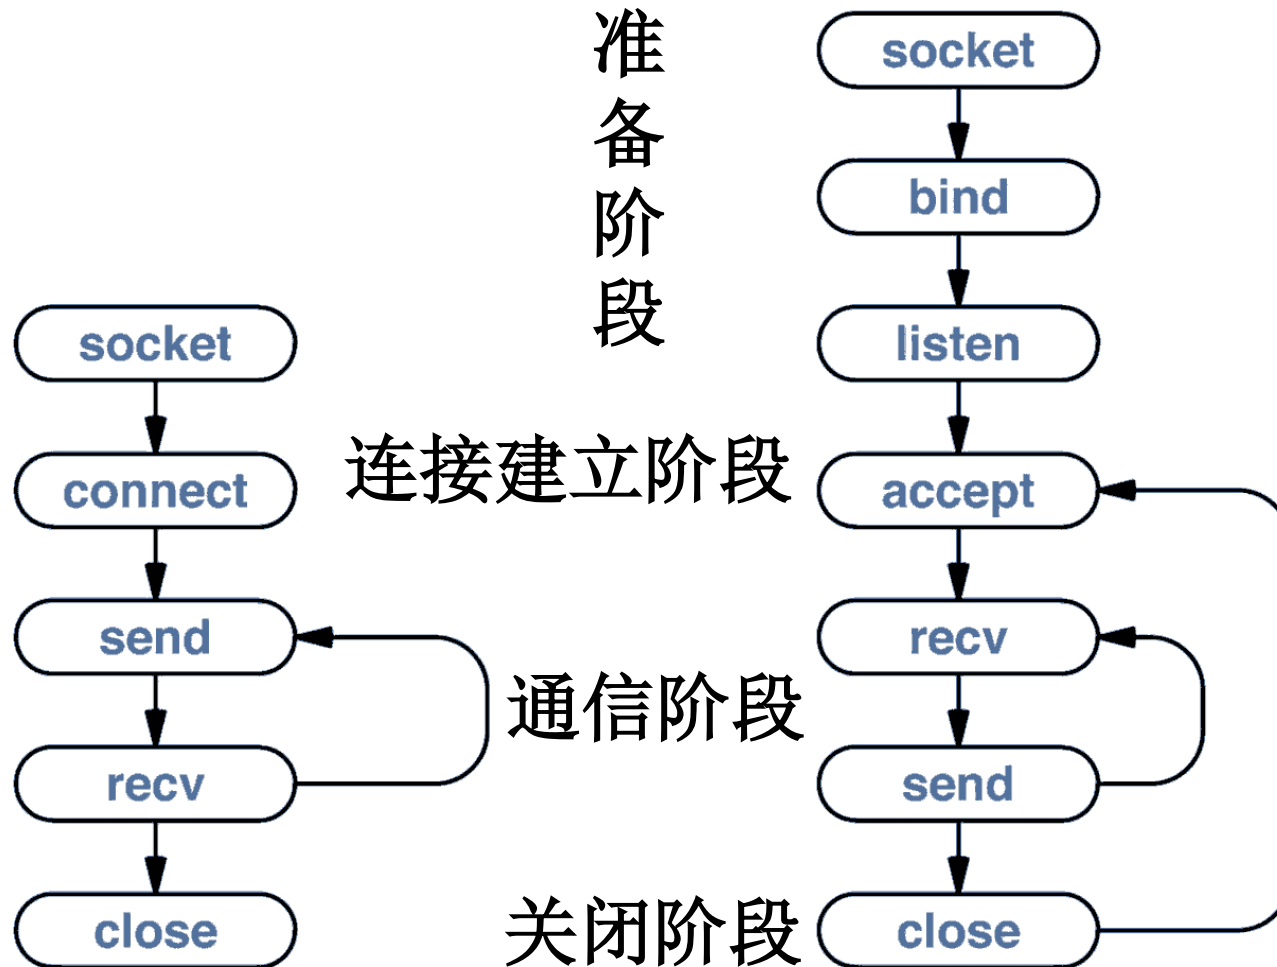 准备阶段
socket
bind
listen
socket
连接建立阶段
connect
accept
send
recv
通信阶段
recv
send
关闭阶段
close
close